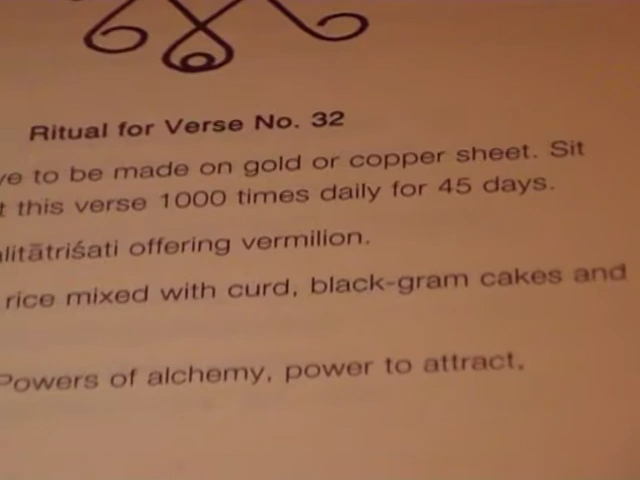 Ritual for Verse No. 32
to be made on gold or copper sheet. Sit
this verse 1000 times daily for 45 days.
offering vermilion.
rice mixed with curd, black-gram cakes and
Powers of alchemy, power to attract,